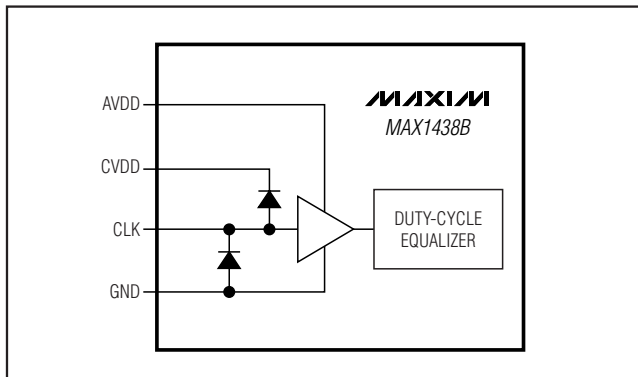 AVDD
MAXIM
MAX1438B
CVDD
CLK
DUTY-CYCLE
EQUALIZER
GND